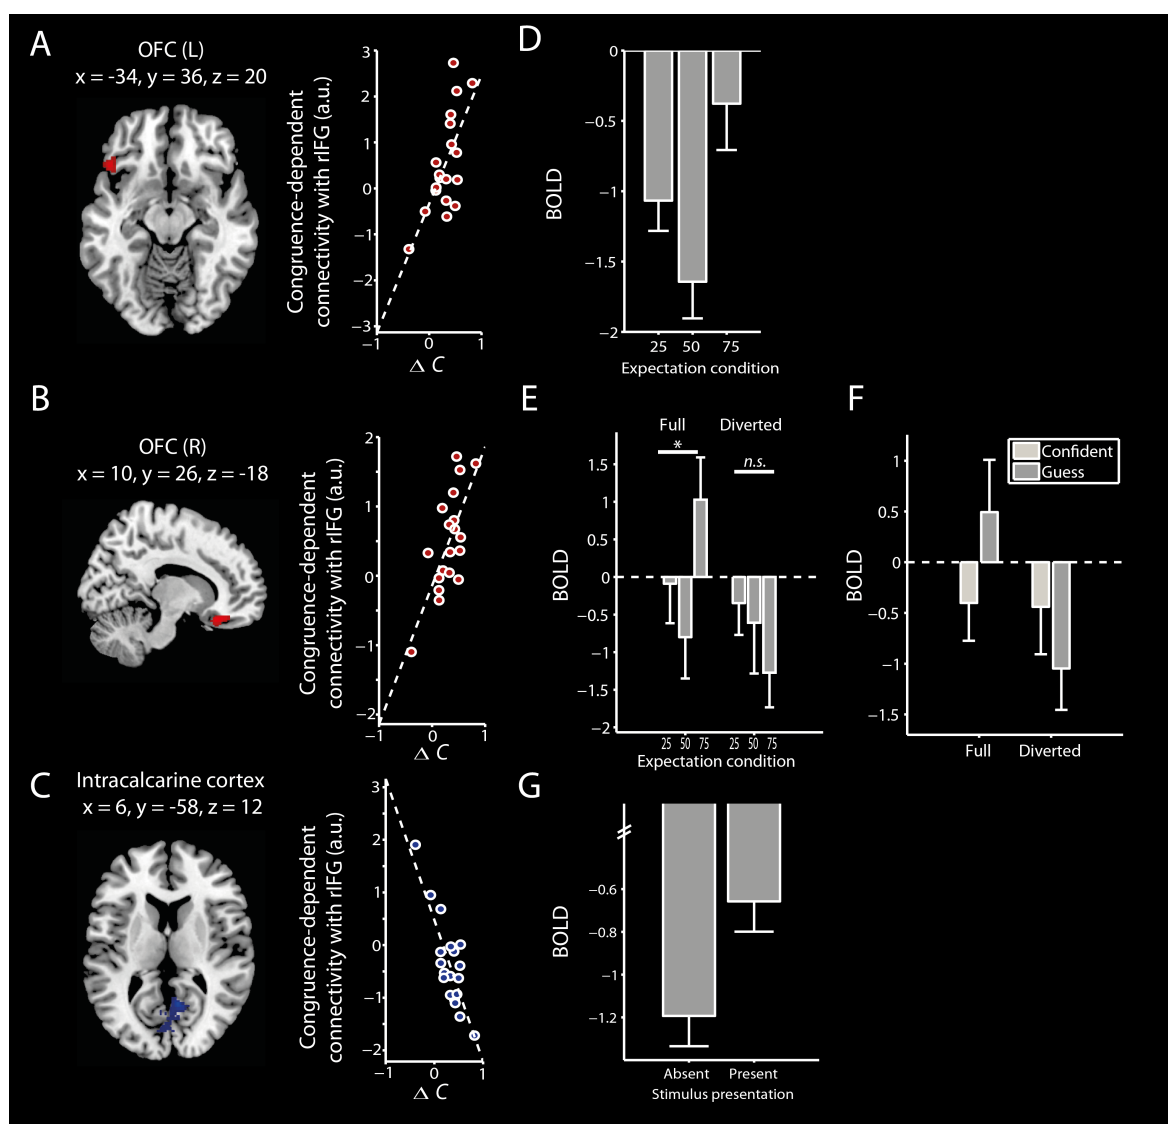 A
OFC (L)
x = -34, y = 36, z = 20
Congruence-dependent
connectivity with rIFG (a.u.)
3
2
1
0
−1
−2
−3
−1
0
1
Δ C
D
BOLD
0
−0.5
−1
−1.5
−2
25
50
75
Expectation condition
B
OFC (R)
x = 10, y = 26, z = -18
Congruence-dependent
connectivity with rIFG (a.u.)
2
1
0
−1
−2
−1
0
1
Δ C
E
Full
Diverted
*
n.s.
BOLD
1.5
1
0.5
0
−0.5
−1
−1.5
−2
25
50
75
25
50
75
Expectation condition
F
Confident
Guess
BOLD
1
0.5
0
−0.5
−1
−1.5
Full
Diverted
C
Intracalcarine cortex
x = 6, y = -58, z = 12
Congruence-dependent
connectivity with rIFG (a.u.)
3
2
1
0
−1
−2
−1
0
1
Δ C
G
BOLD
−0.6
−0.8
−1
−1.2
Absent
Present
Stimulus presentation